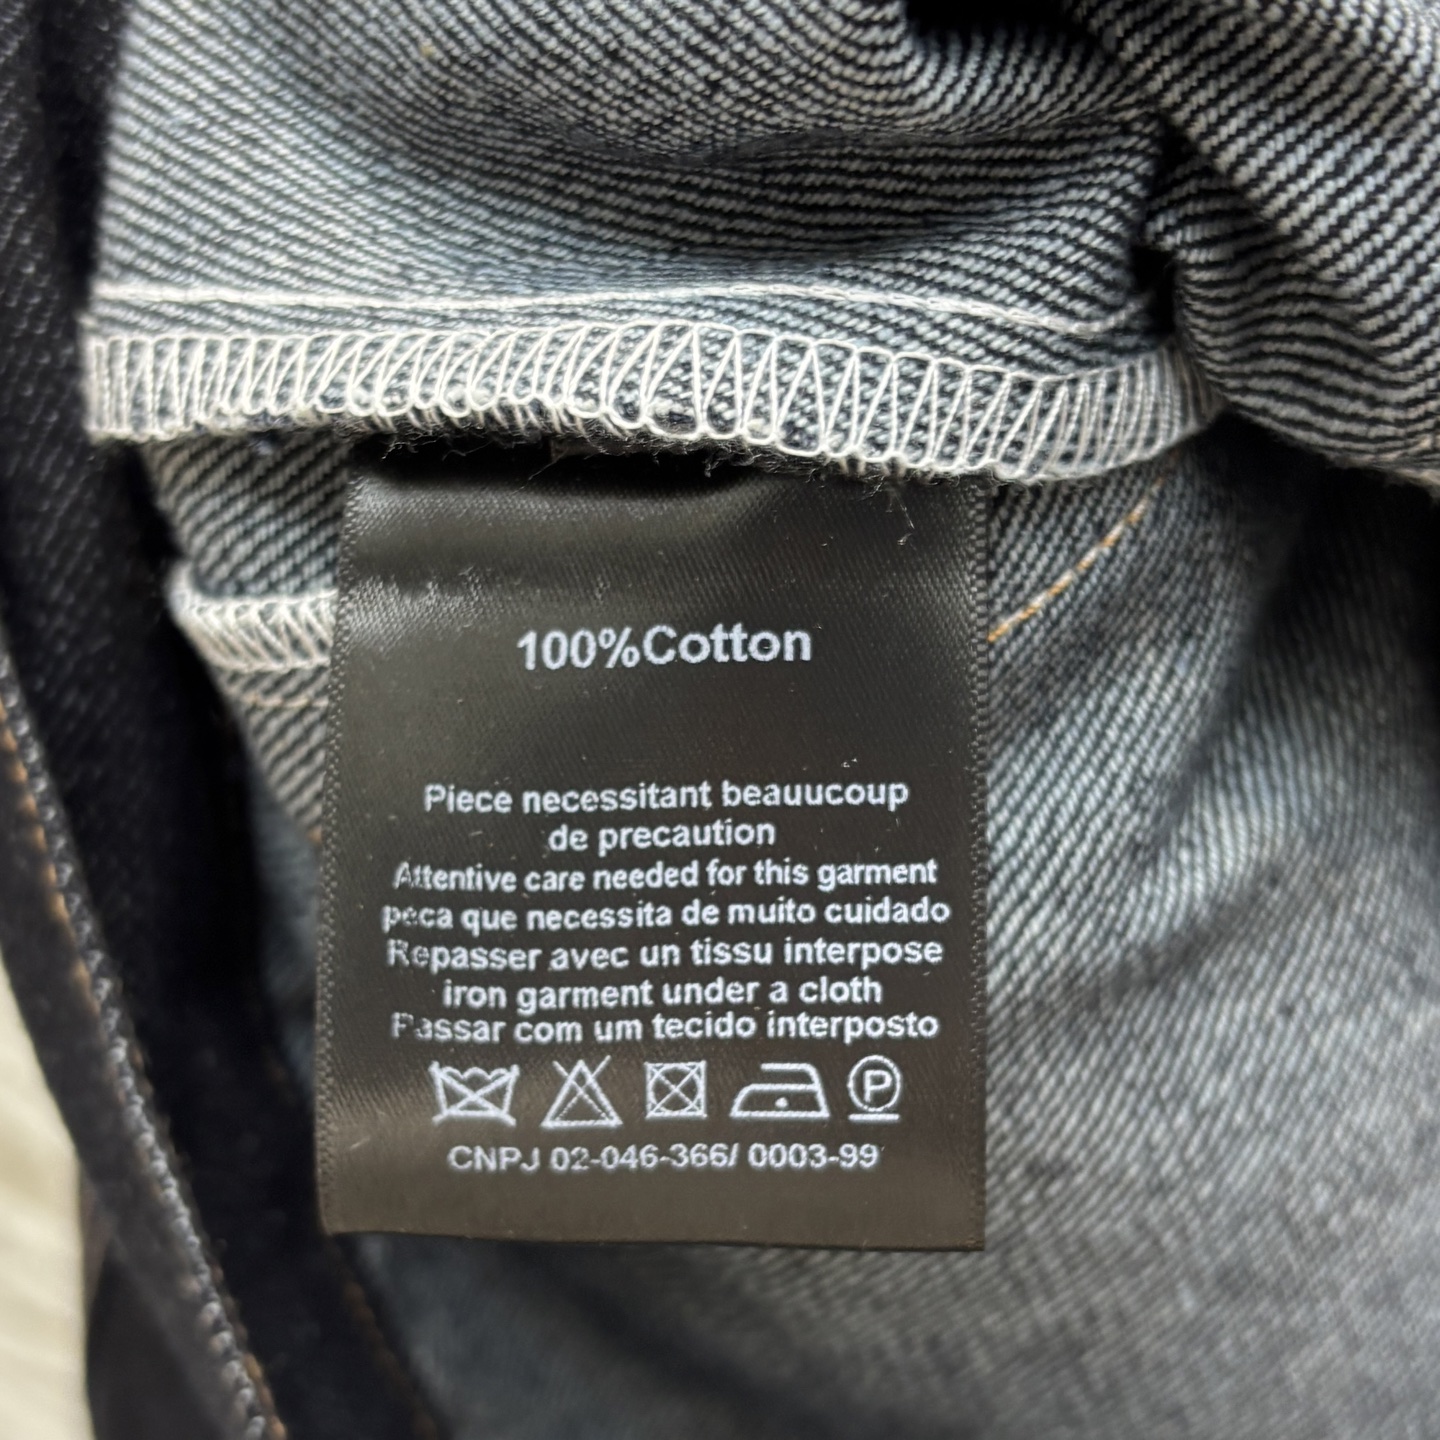 100%Cotton
Piece necessitant beauucoup
de precaution
Attentive care needed for this garment
peca que necessita de muito cuidado
Repasser avec un tissu interpose
iron garment under a cloth
Passar com um tecido interposto
P
CNPJ 02-046-366/ 0003-99